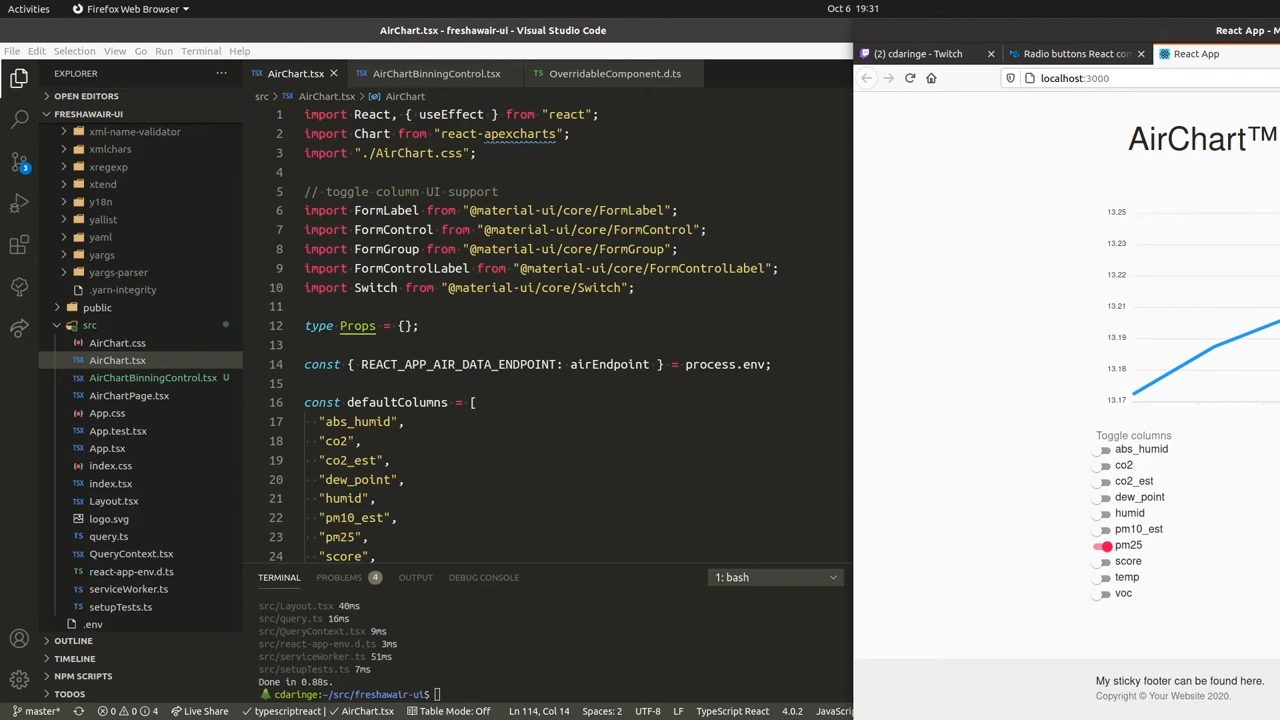 Activities
Firefox Web Browser
Oct 6 19:31
AirChart.tsx - freshawair-ui - Visual Studio Code
React App - M
File Edit Selection View Go Run Terminal Help
(2) cdaringe - Twitch
Radio buttons React com
React App
localhost:3000
EXPLORER
OPEN EDITORS
FRESHAWAIR-UI
xml-name-validator
xmlchars
xregexp
xtend
y18n
yallist
yaml
yargs
yargs-parser
.yarn-integrity
public
src
AirChart.css
AirChart.tsx
AirChartBinningControl.tsx U
AirChartPage.tsx
App.css
App.test.tsx
App.tsx
index.css
index.tsx
Layout.tsx
logo.svg
query.ts
QueryContext.tsx
react-app-env.d.ts
serviceWorker.ts
setupTests.ts
.env
OUTLINE
TIMELINE
NPM SCRIPTS
TODOS
3
AirChart.tsx
AirChartBinningControl.tsx
OverridableComponent.d.ts
src > AirChart.tsx > AirChart
1 import React, { useEffect } from "react";
2 import Chart from "react-apexcharts";
3 import "./AirChart.css";
4
5 // toggle column UI support
6 import FormLabel from "@material-ui/core/FormLabel";
7 import FormControl from "@material-ui/core/FormControl";
8 import FormGroup from "@material-ui/core/FormGroup";
9 import FormControlLabel from "@material-ui/core/FormControlLabel";
10 import Switch from "@material-ui/core/Switch";
11
12 type Props = {};
13
14 const { REACT_APP_AIR_DATA_ENDPOINT: airEndpoint } = process.env;
15
16 const defaultColumns = [
17 "abs_humid",
18 "co2",
19 "co2_est",
20 "dew_point",
21 "humid",
22 "pm10_est",
23 "pm25",
24 "score",
TERMINAL PROBLEMS 4 OUTPUT DEBUG CONSOLE 1: bash
src/Layout.tsx 40ms
src/query.ts 16ms
src/QueryContext.tsx 9ms
src/react-app-env.d.ts 3ms
src/serviceWorker.ts 51ms
src/setupTests.ts 7ms
Done in 0.88s.
cdaringe:~/src/freshawair-ui$
master* 0 0 4 Live Share typescriptreact AirChart.tsx Table Mode: Off Ln 114, Col 14 Spaces: 2 UTF-8 LF TypeScript React 4.0.2 JavaScrip
AirChart™
13.25
13.23
13.22
13.21
13.19
13.18
13.17
Toggle columns
abs_humid
co2
co2_est
dew_point
humid
pm10_est
pm25
score
temp
voc
My sticky footer can be found here.
Copyright © Your Website 2020.